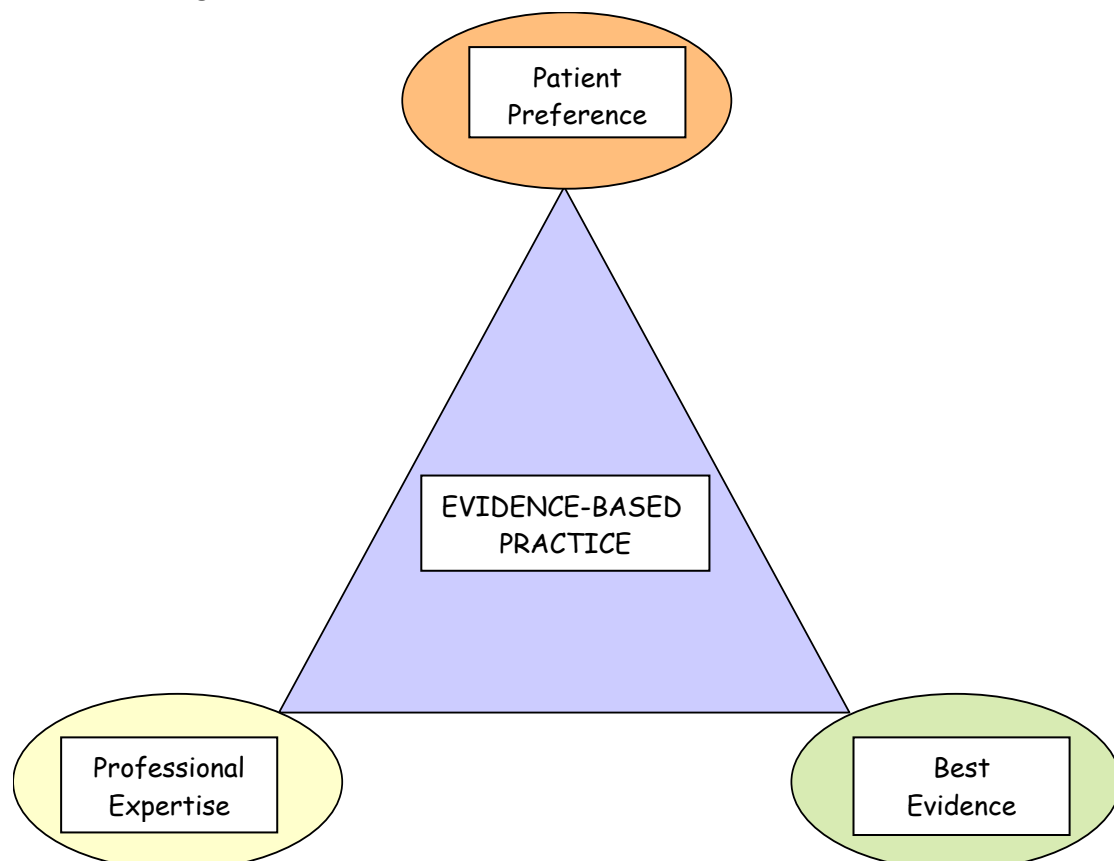 Patient
Preference
EVIDENCE-BASED
PRACTICE
Professional
Expertise
Best
Evidence